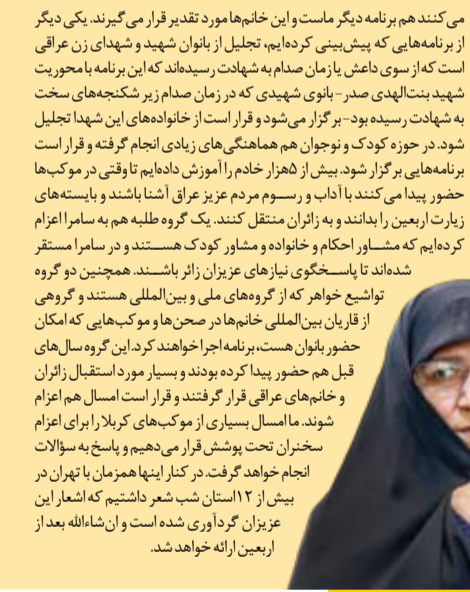 می‌کنند هم برنامه دیگر ماست و این خانم‌ها مورد تقدیر قرار می‌گیرند. یکی دیگر
از برنامه‌هایی که پیش‌بینی کرده‌ایم، تجلیل از بانوان شهید و شهدای زن عراقی
است که از سوی داعش یا زمان صدام به شهادت رسیده‌اند که این برنامه با محوریت
شهید بنت‌الهدی صدر-بانوی شهیدی که در زمان صدام زیر شکنجه‌های سخت
به شهادت رسیده بود-برگزار می‌شود و قرار است از خانواده‌های این شهدا تجلیل
شود. در حوزه کودک و نوجوان هم هماهنگی‌های زیادی انجام گرفته و قرار است
برنامه‌هایی برگزار شود. بیش از ۵هزار خادم را آموزش داده‌ایم تا وقتی در موکب‌ها
حضور پیدا می‌کنند با آداب و رسوم مردم عزیز عراق آشنا باشند و بایسته‌های
زیارت اربعین را بدانند و به زائران منتقل کنند. یک گروه طلبه هم به سامرا اعزام
کرده‌ایم که مشاور احکام و خانواده و مشاور کودک هستند و در سامرا مستقر
شده‌اند تا پاسخگوی نیازهای عزیزان زائر باشند. همچنین دو گروه
تواشیح خواهر که از گروه‌های ملی و بین‌المللی هستند و گروهی
از قاریان بین‌المللی خانم‌ها در صحن‌ها و موکب‌هایی که امکان
حضور بانوان هست، برنامه اجرا خواهند کرد. این گروه سال‌های
قبل هم حضور پیدا کرده بودند و بسیار مورد استقبال زائران
و خانم‌های عراقی قرار گرفتند و قرار است امسال هم اعزام
شوند. ما امسال بسیاری از موکب‌های کربلا را برای اعزام
سخنران تحت پوشش قرار می‌دهیم و پاسخ به سؤالات
انجام خواهد گرفت. در کنار اینها همزمان با تهران در
بیش از ۱۲استان شب شعر داشتیم که اشعار این
عزیزان گردآوری شده است و ان‌شاءالله بعد از
اربعین ارائه خواهد شد.